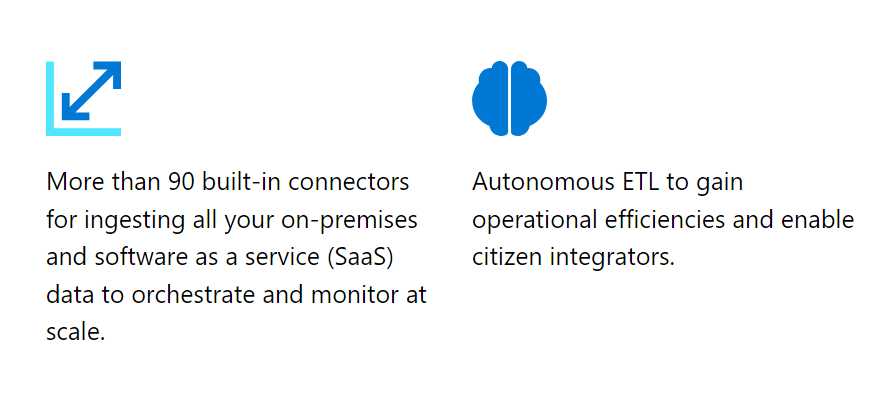 More than 90 built-in connectors
for ingesting all your on-premises
and software as a service (SaaS)
data to orchestrate and monitor at
scale.
Autonomous ETL to gain
operational efficiencies and enable
citizen integrators.